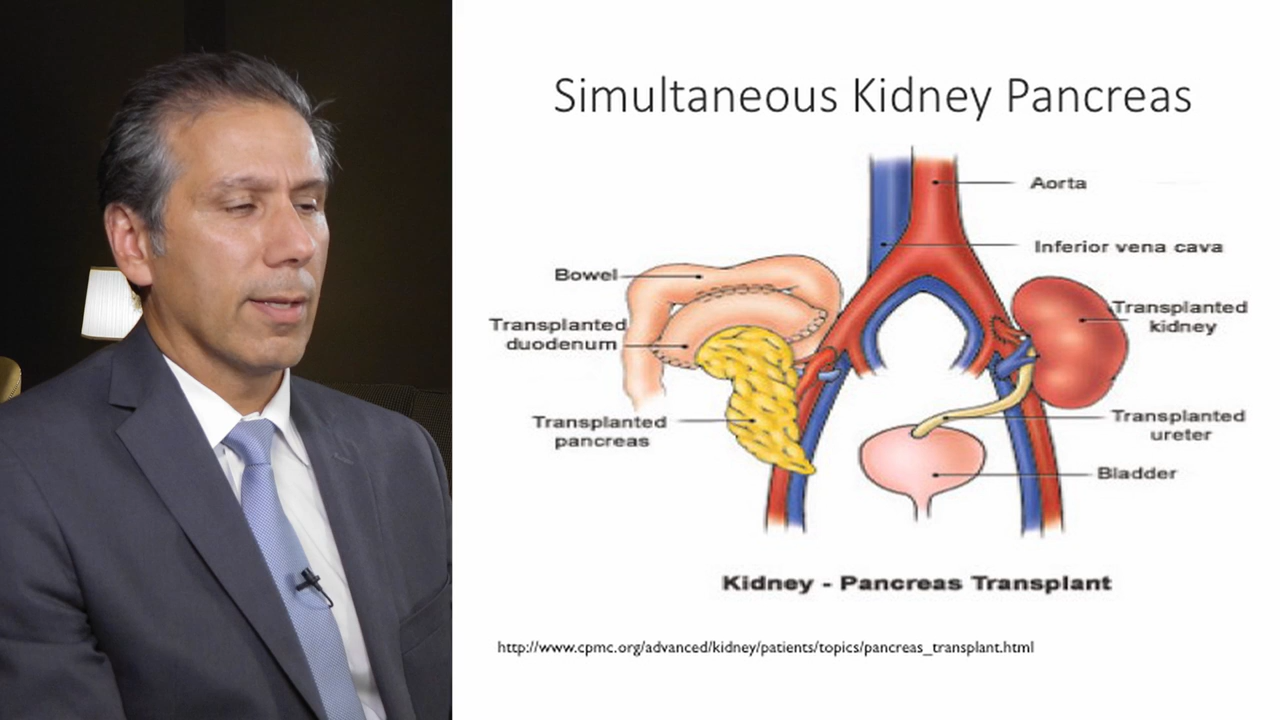 Simultaneous Kidney Pancreas
Aorta
Inferior vena cava
Bowel
Transplanted
duodenum
Transplanted
kidney
Transplanted
pancreas
Transplanted
ureter
Bladder
Kidney - Pancreas Transplant
http://www.cpmc.org/advanced/kidney/patients/topics/pancreas_transplant.html